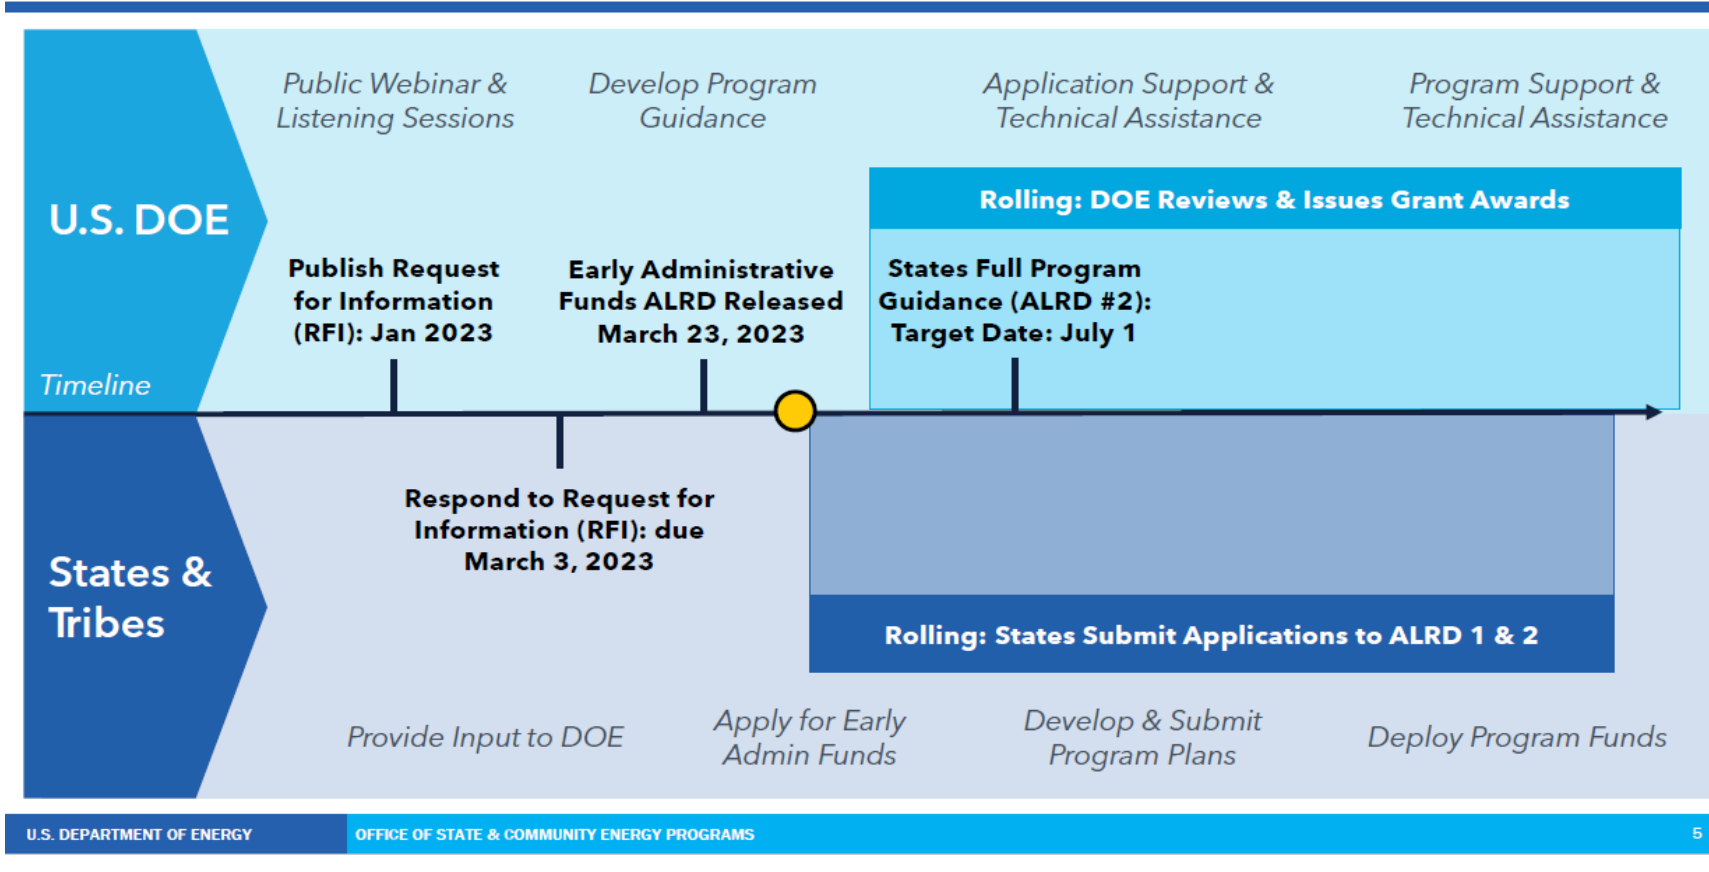 Public Webinar &
Listening Sessions
Develop Program
Guidance
Application Support &
Technical Assistance
Program Support &
Technical Assistance
U.S. DOE
Rolling: DOE Reviews & Issues Grant Awards
Publish Request
for Information
(RFI): Jan 2023
Early Administrative
Funds ALRD Released
March 23, 2023
States Full Program
Guidance (ALRD #2):
Target Date: July 1
Timeline
Respond to Request for
Information (RFI): due
March 3, 2023
States &
Tribes
Rolling: States Submit Applications to ALRD 1 & 2
Provide Input to DOE
Apply for Early
Admin Funds
Develop & Submit
Program Plans
Deploy Program Funds
U.S. DEPARTMENT OF ENERGY
OFFICE OF STATE & COMMUNITY ENERGY PROGRAMS
5